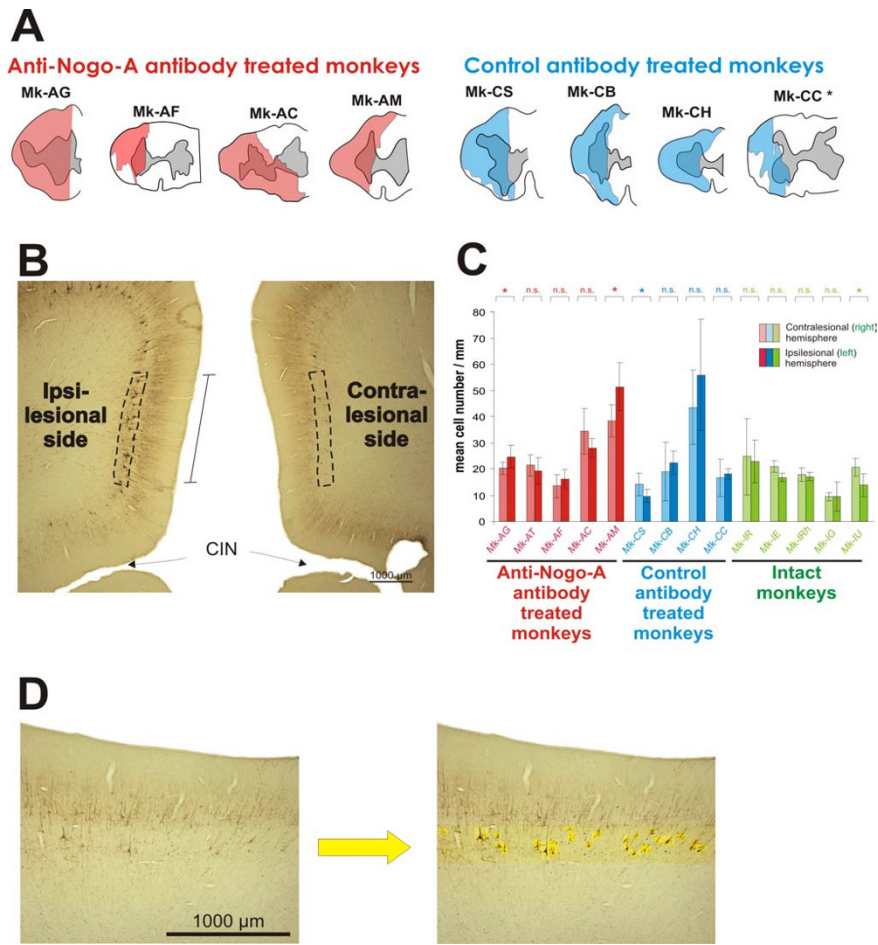 A
Anti-Nogo-A antibody treated monkeys
Mk-AG
Mk-AF
Mk-AC
Mk-AM
Control antibody treated monkeys
Mk-CS
Mk-CB
Mk-CH
Mk-CC *
B
Ipsi-
lesional
side
Contra-
lesional
side
CIN
1000 µm
C
* n.s. n.s. n.s. * * n.s. n.s. n.s. n.s. n.s. n.s. n.s. *
mean cell number / mm
80
70
60
50
40
30
20
10
0
Contralesional (right)
hemisphere
Ipsilesional (left)
hemisphere
Mk-AG Mk-AT Mk-AF Mk-AC Mk-AM Mk-CS Mk-CB Mk-CH Mk-CC Mk-IR Mk-IE Mk-IRh Mk-IG Mk-IU
Anti-Nogo-A
antibody
treated
monkeys
Control
antibody
treated
monkeys
Intact
monkeys
D
1000 µm